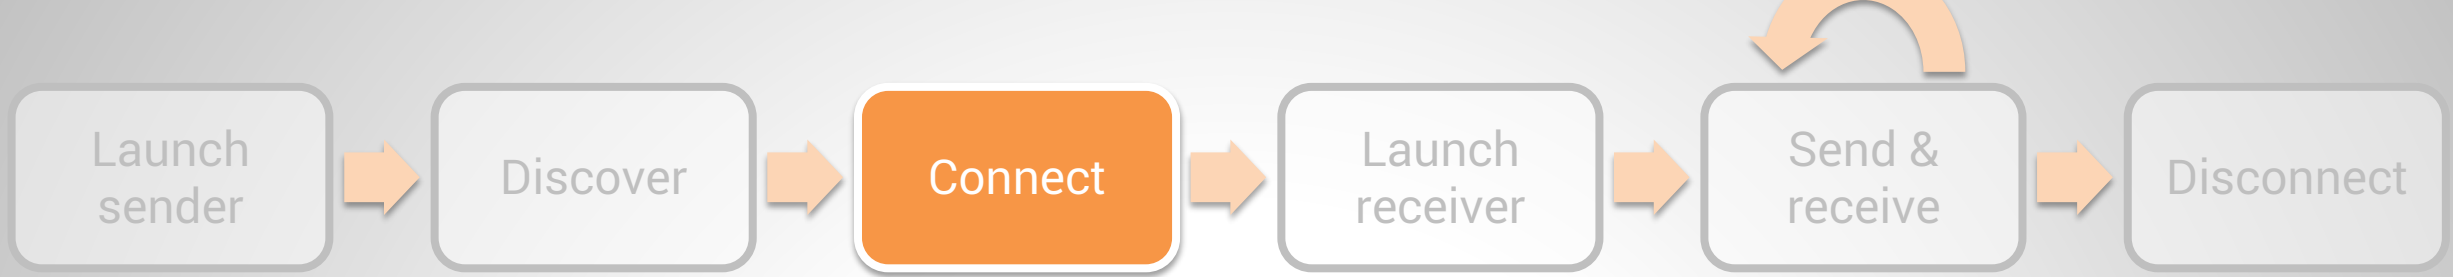 Launch
sender
Discover
Connect
Launch
receiver
Send &
receive
Disconnect